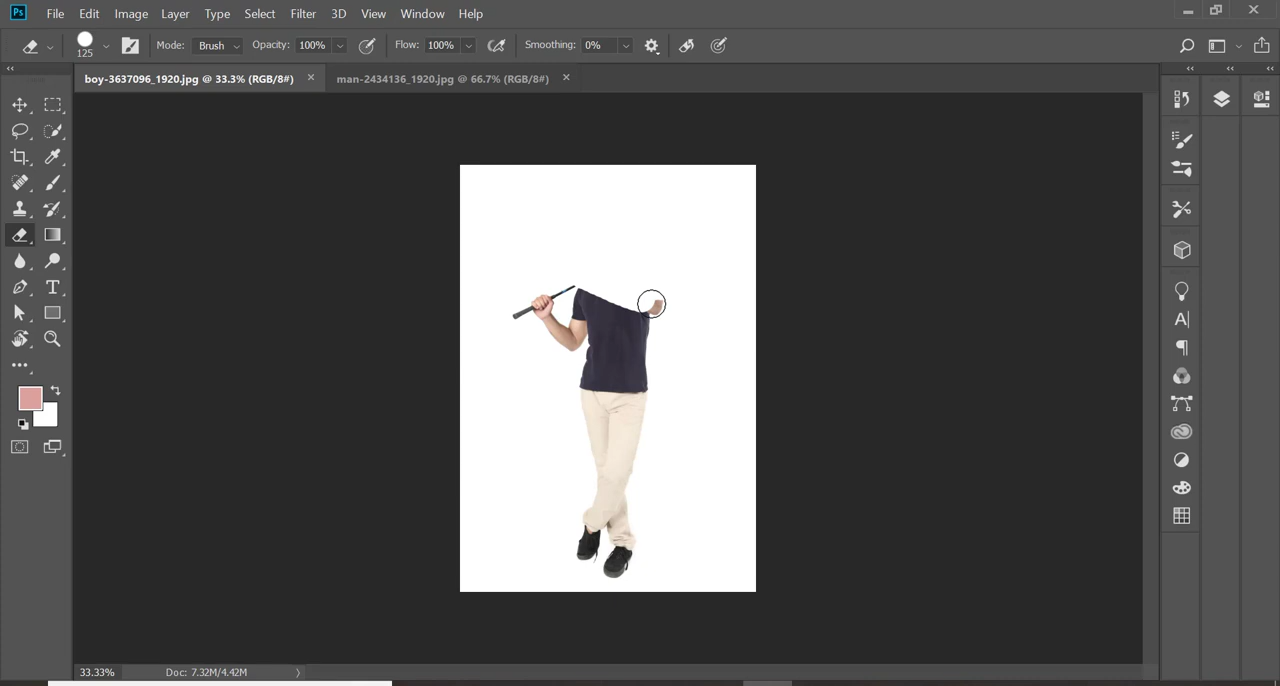 Ps File Edit Image Layer Type Select Filter 3D View Window Help
125 Mode: Brush Opacity: 100% Flow: 100% Smoothing: 0%
boy-3637096_1920.jpg @ 33.3% (RGB/8#) × man-2434136_1920.jpg @ 66.7% (RGB/8#) ×
33.33% Doc: 7.32M/4.42M